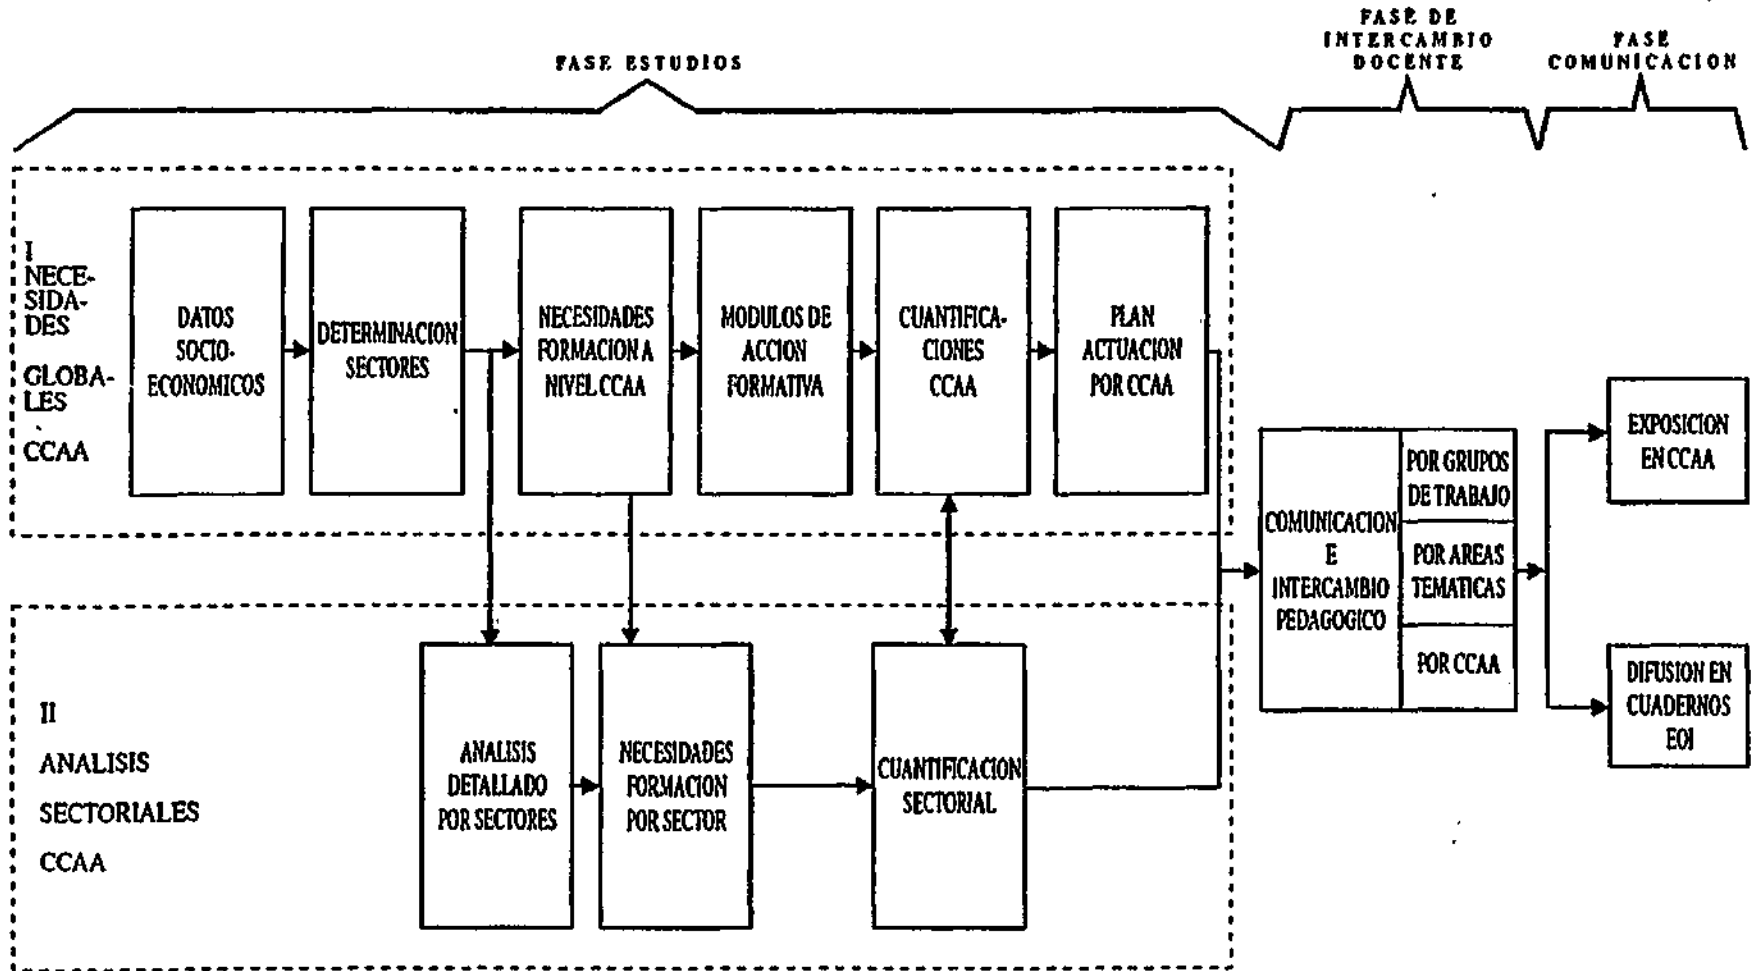 FASE ESTUDIOS
FASE DE
INTERCAMBIO
DOCENTE
FASE
COMUNICACION
I
NECE-
SIDA-
DES
GLOBA-
LES
CCAA
DATOS
SOCIO-
ECONOMICOS
DETERMINACION
SECTORES
NECESIDADES
FORMACION A
NIVEL CCAA
MODULOS DE
ACCION
FORMATIVA
CUANTIFICA-
CIONES
CCAA
PLAN
ACTUACION
POR CCAA
II
ANALISIS
SECTORIALES
CCAA
ANALISIS
DETALLADO
POR SECTORES
NECESIDADES
FORMACION
POR SECTOR
CUANTIFICACION
SECTORIAL
COMUNICACION
E
INTERCAMBIO
PEDAGOGICO
POR GRUPOS
DE TRABAJO
POR AREAS
TEMATICAS
POR CCAA
EXPOSICION
EN CCAA
DIFUSION EN
CUADERNOS
EOI